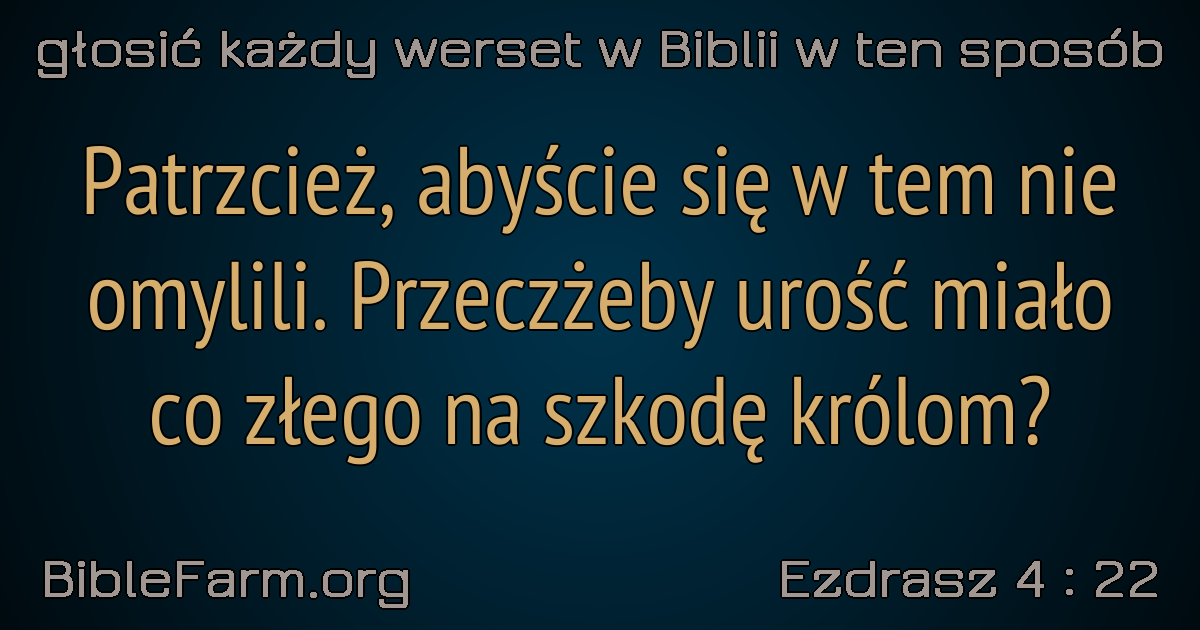 głosić każdy werset w Biblii w ten sposób
Patrzcież, abyście się w tem nie
omylili. Przeczżeby urość miało
co złego na szkodę królom?
BibleFarm.org
Ezdrasz 4 : 22